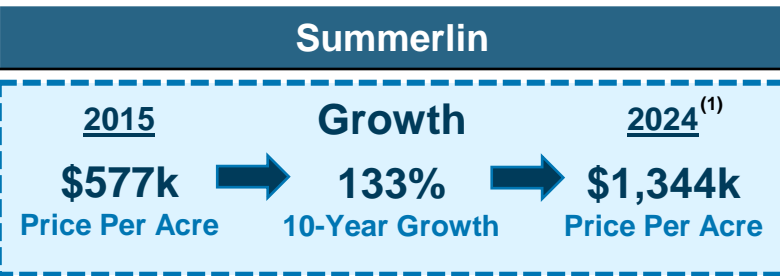 Summerlin
2015 Growth 2024(1)
$577k 133% $1,344k
Price Per Acre 10-Year Growth Price Per Acre